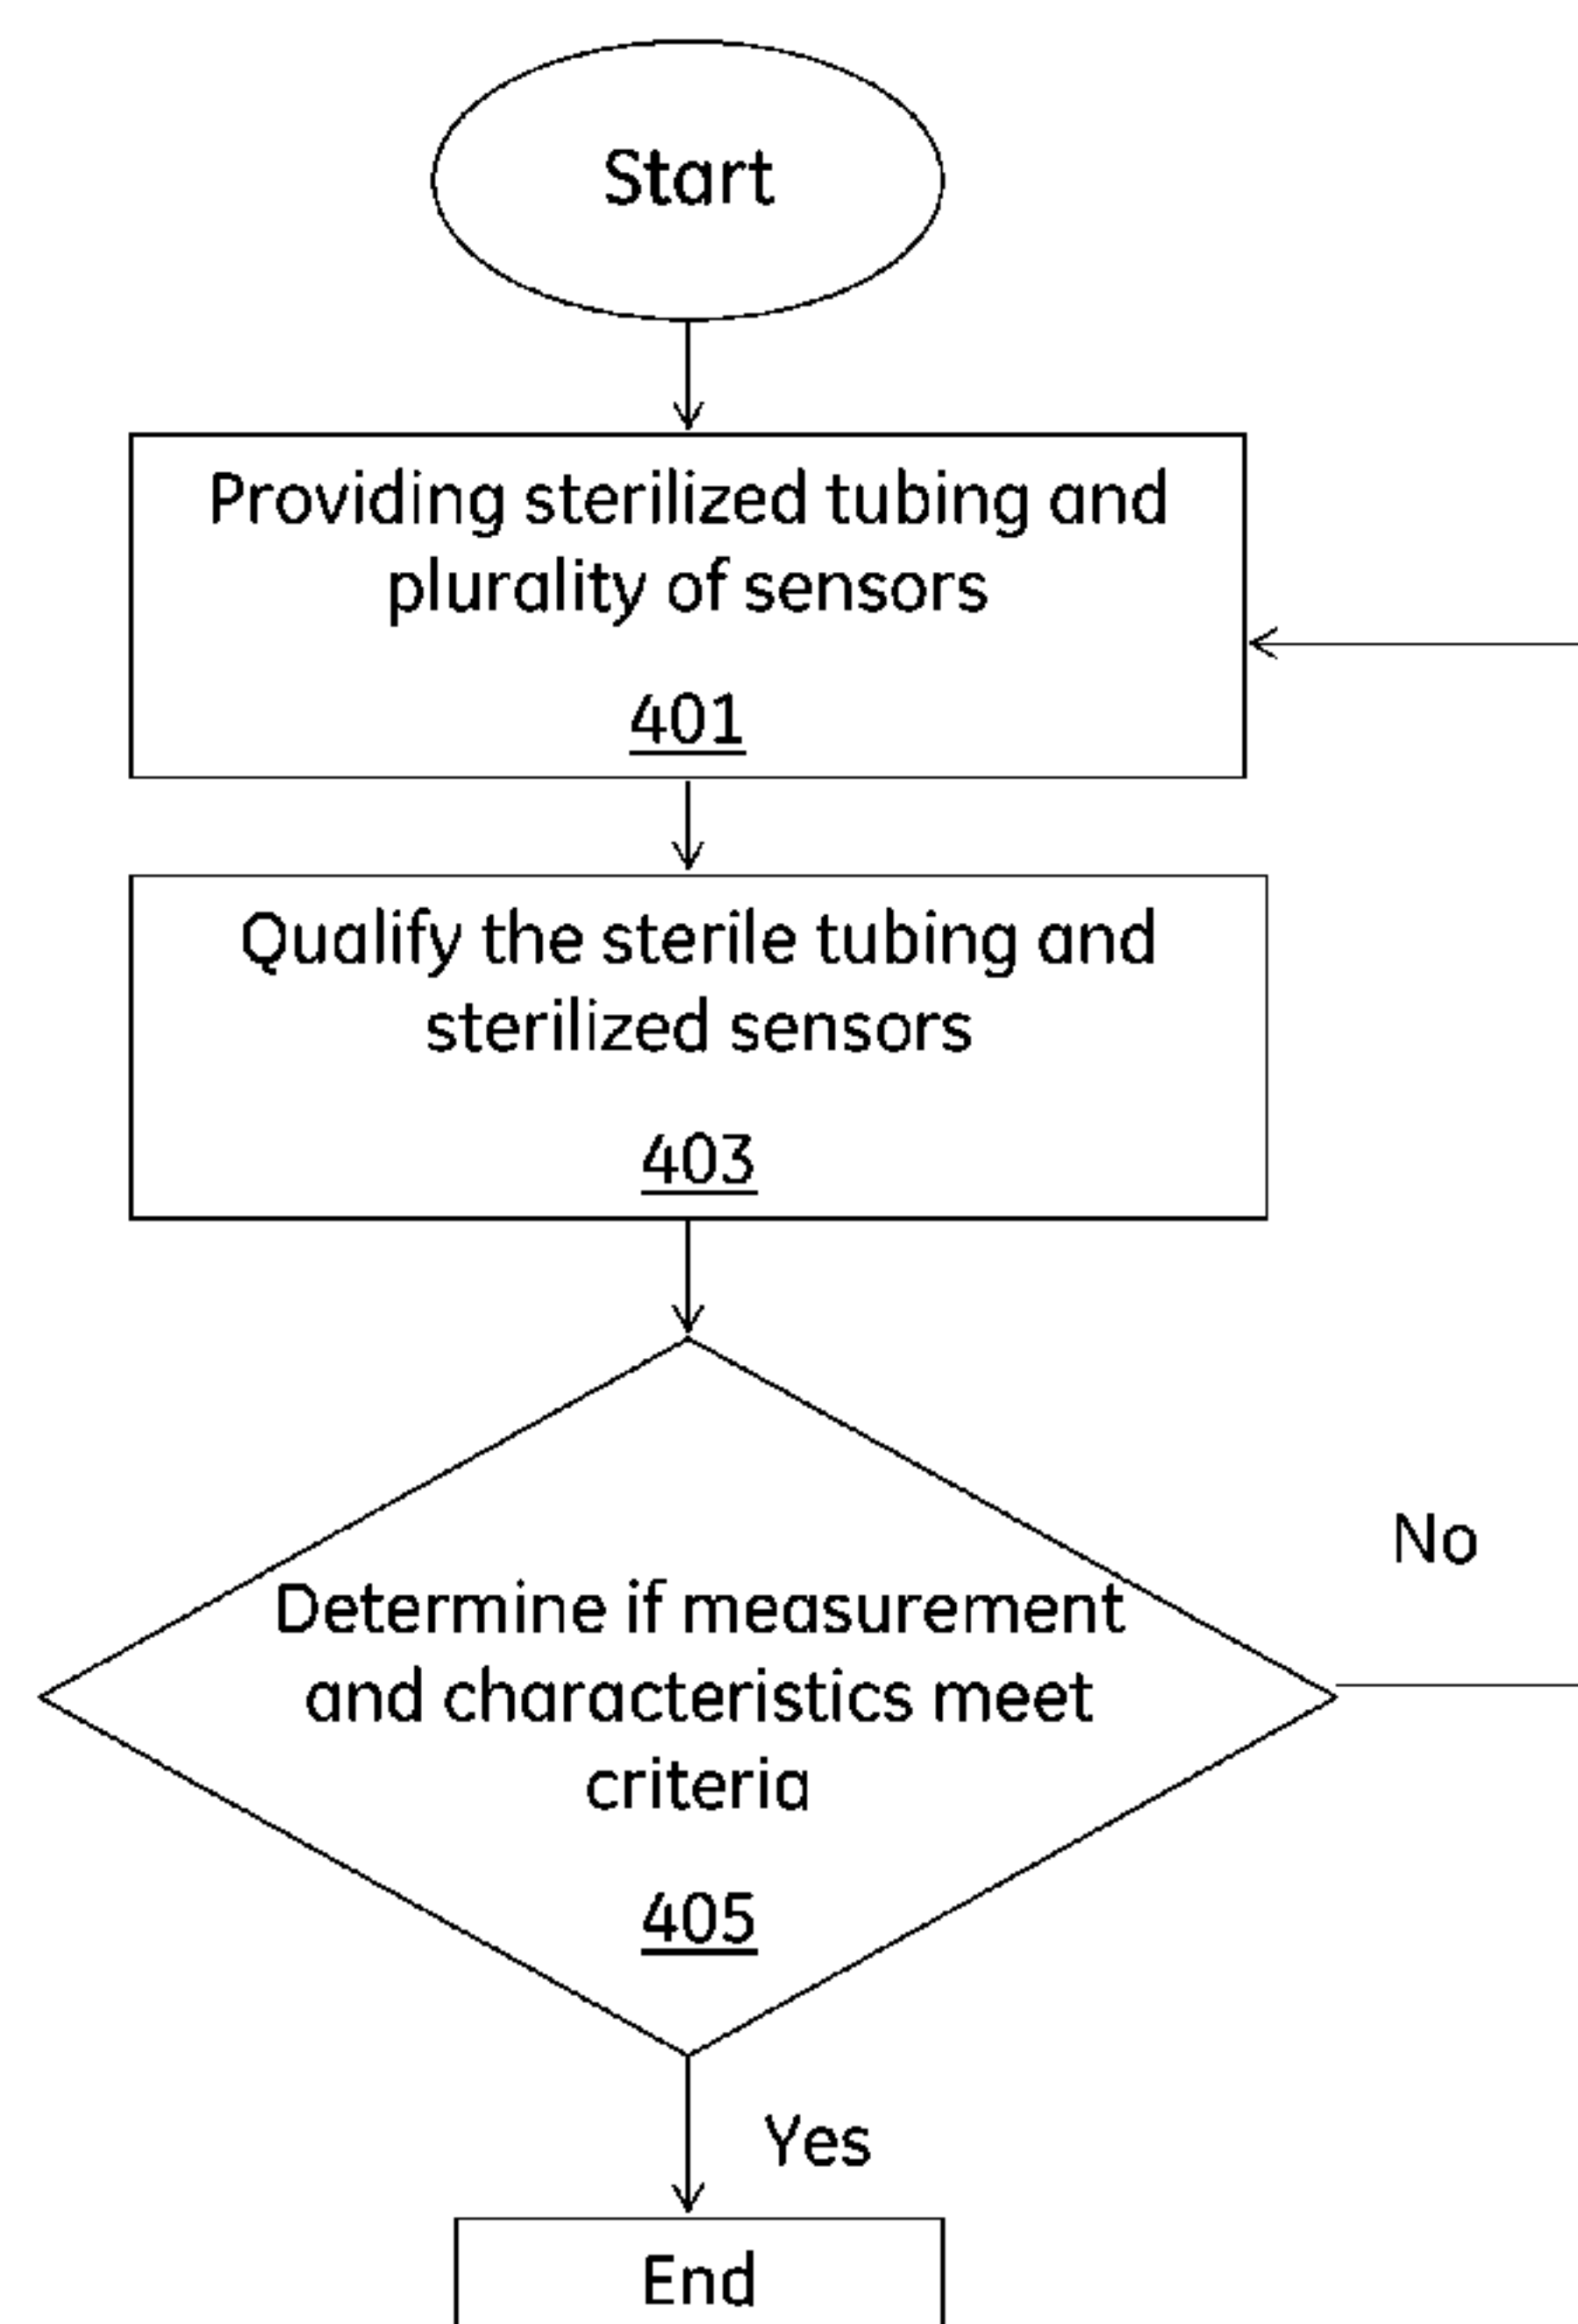 Start
Providing sterilized tubing and
plurality of sensors
401
Qualify the sterile tubing and
sterilized sensors
403
No
Determine if measurement
and characteristics meet
criteria
405
Yes
End